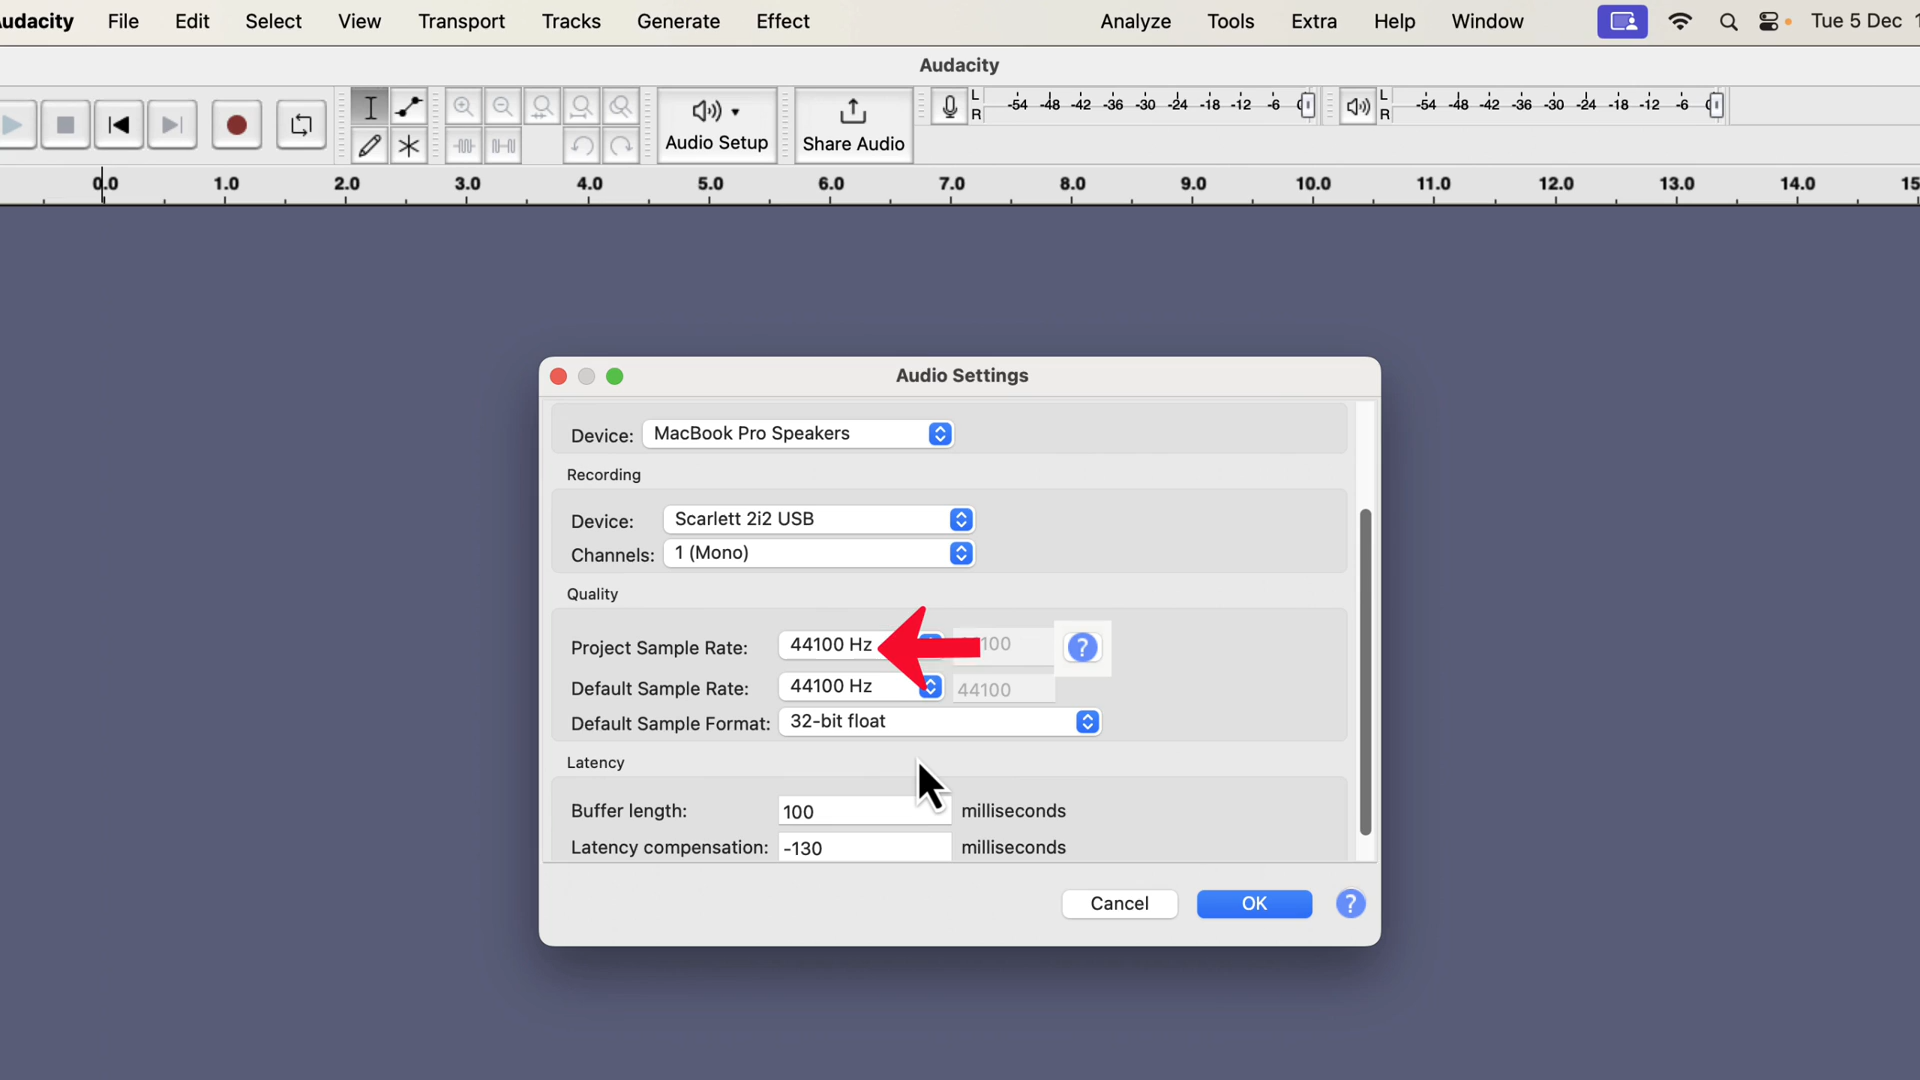 udacity File Edit Select View Transport Tracks Generate Effect Analyze Tools Extra Help Window Tue 5 Dec 1
Audacity
L -54 -48 -42 -36 -30 -24 -18 -12 -6 0 L -54 -48 -42 -36 -30 -24 -18 -12 -6 0
R R
Audio Setup Share Audio
0.0 1.0 2.0 3.0 4.0 5.0 6.0 7.0 8.0 9.0 10.0 11.0 12.0 13.0 14.0 15
Audio Settings
Device: MacBook Pro Speakers
Recording
Device: Scarlett 2i2 USB
Channels: 1 (Mono)
Quality
Project Sample Rate: 44100 Hz 100 ?
Default Sample Rate: 44100 Hz 44100
Default Sample Format: 32-bit float
Latency
Buffer length: 100 milliseconds
Latency compensation: -130 milliseconds
Cancel OK ?